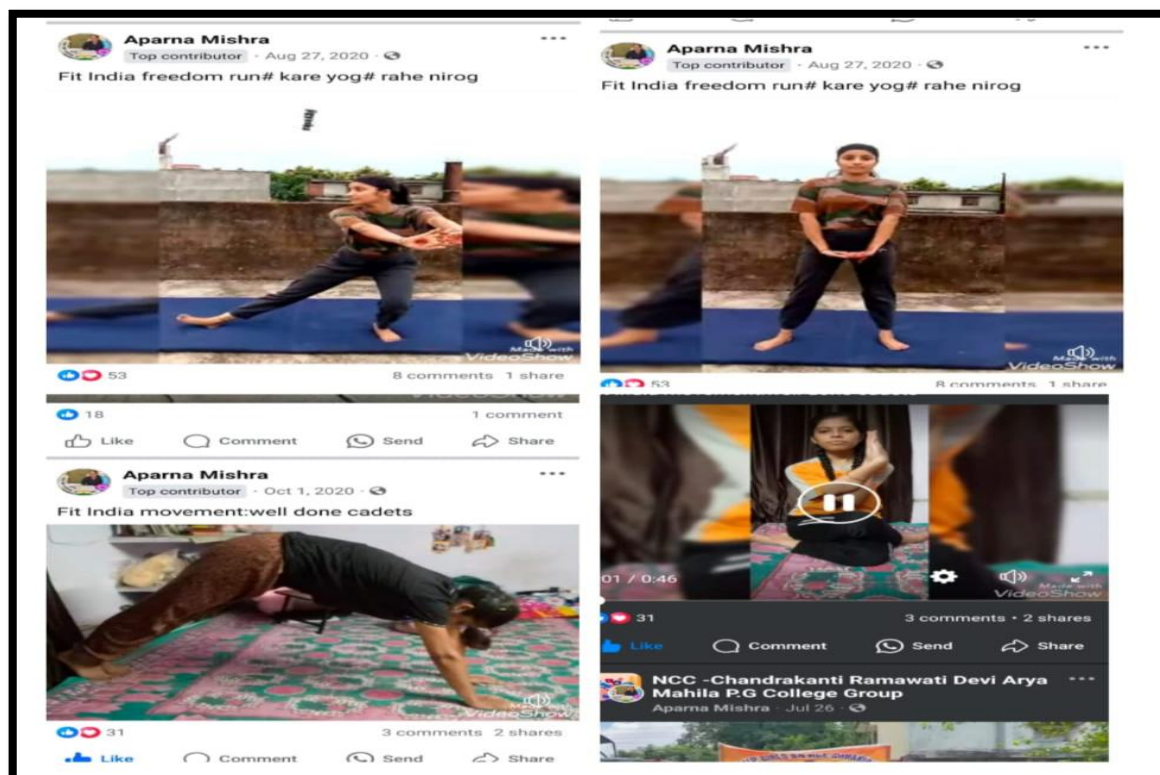 Aparna Mishra
Top contributor · Aug 27, 2020 ·
Fit India freedom run# kare yog# rahe nirog
Made with
VideoShow
53
8 comments 1 share
18
1 comment
Like Comment Send Share
Aparna Mishra
Top contributor · Oct 1, 2020 ·
Fit India movement:well done cadets
VideoShow
31
3 comments 2 shares
Like Comment Send Share
Aparna Mishra
Top contributor · Aug 27, 2020 ·
Fit India freedom run# kare yog# rahe nirog
Made with
VideoShow
53
8 comments 1 share
01 / 0:46
Made with
VideoShow
31
3 comments • 2 shares
Like Comment Send Share
NCC -Chandrakanti Ramawati Devi Arya
Mahila P.G College Group
Aparna Mishra · Jul 26 ·